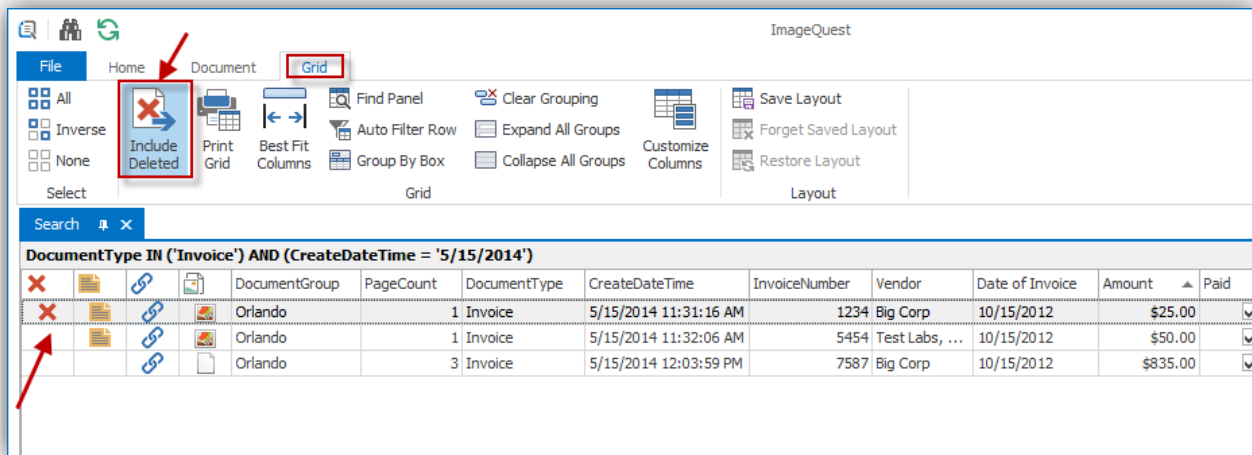 ImageQuest
File Home Document Grid
All
Inverse
None
Select
Include
Deleted
Print
Grid
Best Fit
Columns
Find Panel
Auto Filter Row
Group By Box
Clear Grouping
Expand All Groups
Collapse All Groups
Customize
Columns
Grid
Save Layout
Forget Saved Layout
Restore Layout
Layout
Search
DocumentType IN ('Invoice') AND (CreateDateTime = '5/15/2014')
DocumentGroup PageCount DocumentType CreateDateTime InvoiceNumber Vendor Date of Invoice Amount Paid
Orlando 1 Invoice 5/15/2014 11:31:16 AM 1234 Big Corp 10/15/2012 $25.00
Orlando 1 Invoice 5/15/2014 11:32:06 AM 5454 Test Labs, ... 10/15/2012 $50.00
Orlando 3 Invoice 5/15/2014 12:03:59 PM 7587 Big Corp 10/15/2012 $835.00